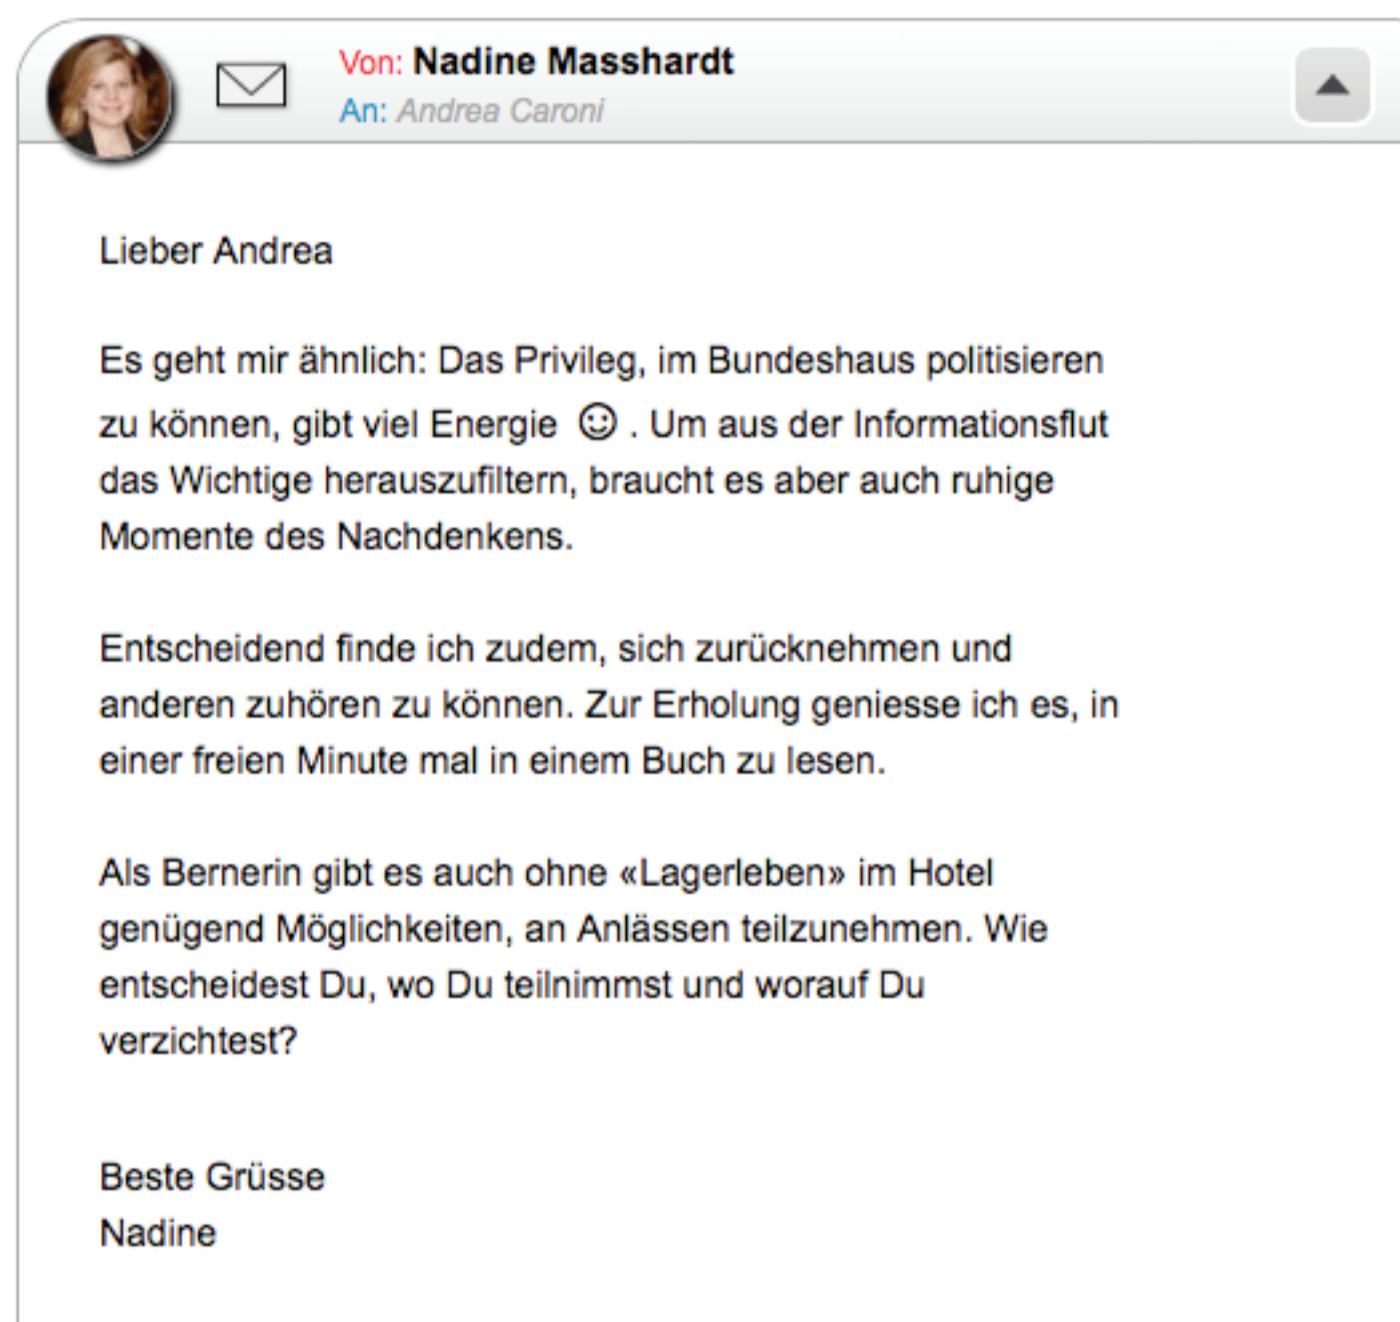 Von: Nadine Masshardt
An: Andrea Caroni
Lieber Andrea
Es geht mir ähnlich: Das Privileg, im Bundeshaus politisieren
zu können, gibt viel Energie ☺ . Um aus der Informationsflut
das Wichtige herauszufiltern, braucht es aber auch ruhige
Momente des Nachdenkens.
Entscheidend finde ich zudem, sich zurücknehmen und
anderen zuhören zu können. Zur Erholung geniesse ich es, in
einer freien Minute mal in einem Buch zu lesen.
Als Bernerin gibt es auch ohne «Lagerleben» im Hotel
genügend Möglichkeiten, an Anlässen teilzunehmen. Wie
entscheidest Du, wo Du teilnimmst und worauf Du
verzichtest?
Beste Grüsse
Nadine